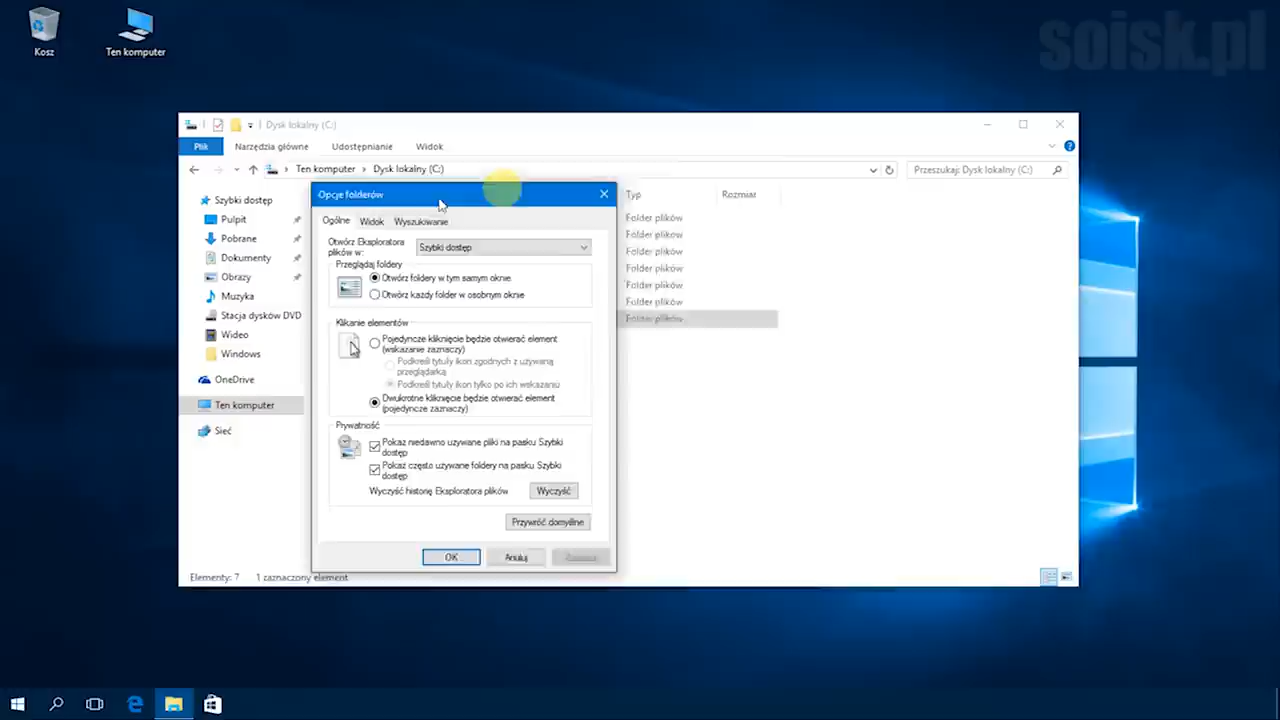 Kosz
Ten komputer
soisk.pl
Dysk lokalny (C:)
Plik
Narzędzia główne
Udostępnianie
Widok
Ten komputer
Dysk lokalny (C:)
Przeszukaj: Dysk lokalny (C:)
Szybki dostęp
Pulpit
Pobrane
Dokumenty
Obrazy
Muzyka
Stacja dysków DVD
Wideo
Windows
OneDrive
Ten komputer
Sieć
Typ
Rozmiar
Folder plików
Folder plików
Folder plików
Folder plików
Folder plików
Folder plików
Folder plików
Opcje folderów
Ogólne
Widok
Wyszukiwanie
Otwórz Eksploratora
plików w:
Szybki dostęp
Przeglądaj foldery
Otwórz foldery w tym samym oknie
Otwórz każdy folder w osobnym oknie
Klikanie elementów
Pojedyncze kliknięcie będzie otwierać element
(wskazanie zaznaczy)
Podkreśl tytuły ikon zgodnych z używaną
przeglądarką
Podkreśl tytuły ikon tylko po ich wskazaniu
Dwukrotne kliknięcie będzie otwierać element
(pojedyncze zaznaczy)
Prywatność
Pokaż niedawno używane pliki na pasku Szybki
dostęp
Pokaż często używane foldery na pasku Szybki
dostęp
Wyczyść historię Eksploratora plików
Wyczyść
Przywróć domyślne
OK
Anuluj
Elementy: 7
1 zaznaczony element